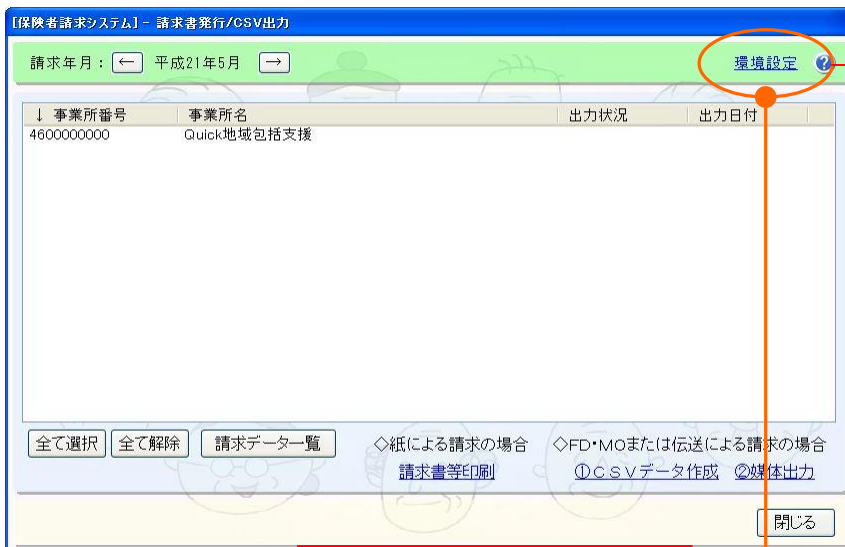 [保険者請求システム] - 請求書発行/CSV出力
請求年月： ← 平成21年5月 → 環境設定 ?
↓ 事業所番号 事業所名 出力状況 出力日付
4600000000 Quick地域包括支援
全て選択 全て解除 請求データ一覧 ◇紙による請求の場合 ◇FD・MOまたは伝送による請求の場合
請求書等印刷 ①ＣＳＶデータ作成 ②媒体出力
閉じる